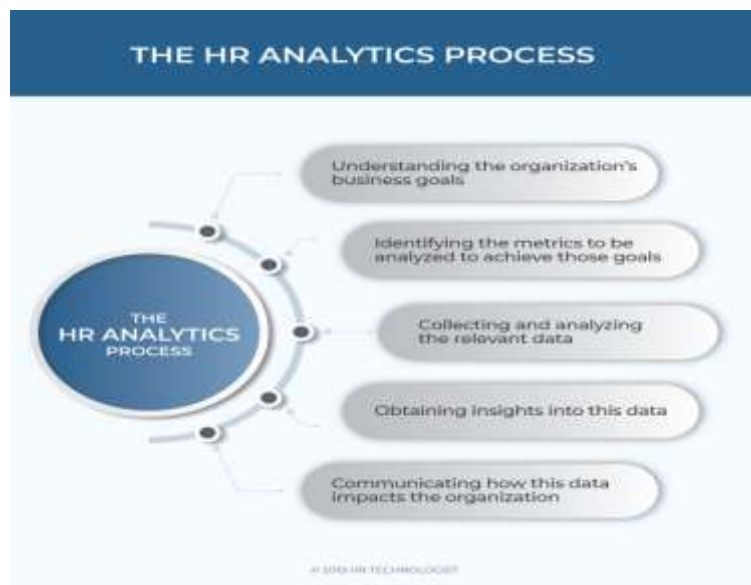 THE HR ANALYTICS PROCESS
Understanding the organization's
business goals
Identifying the metrics to be
analyzed to achieve those goals
THE
HR ANALYTICS
PROCESS
Collecting and analyzing
the relevant data
Obtaining insights into this data
Communicating how this data
impacts the organization
HR TECHNOLOGIST